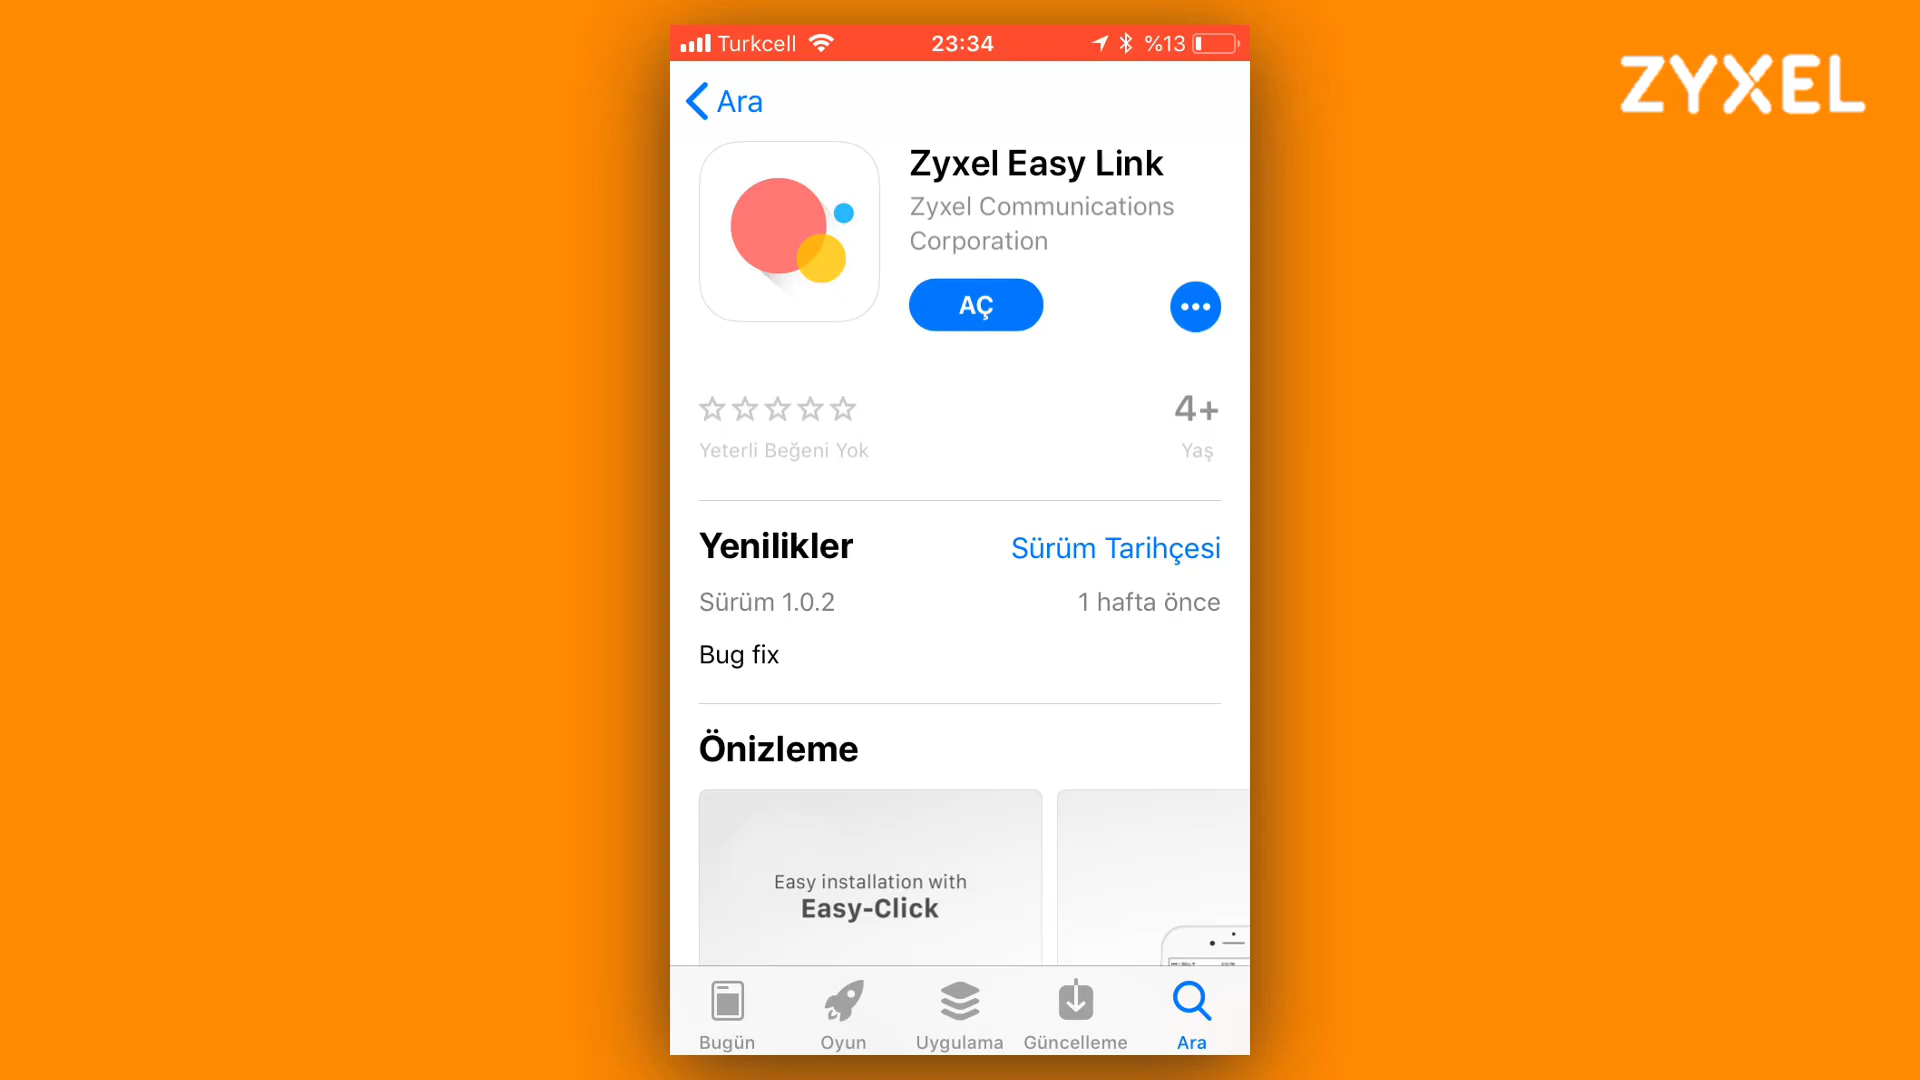 Turkcell 23:34 %13
ZYXEL
Ara
Zyxel Easy Link
Zyxel Communications
Corporation
AÇ
4+
Yeterli Beğeni Yok Yaş
Yenilikler Sürüm Tarihçesi
Sürüm 1.0.2 1 hafta önce
Bug fix
Önizleme
Easy installation with
Easy-Click
Bugün Oyun Uygulama Güncelleme Ara